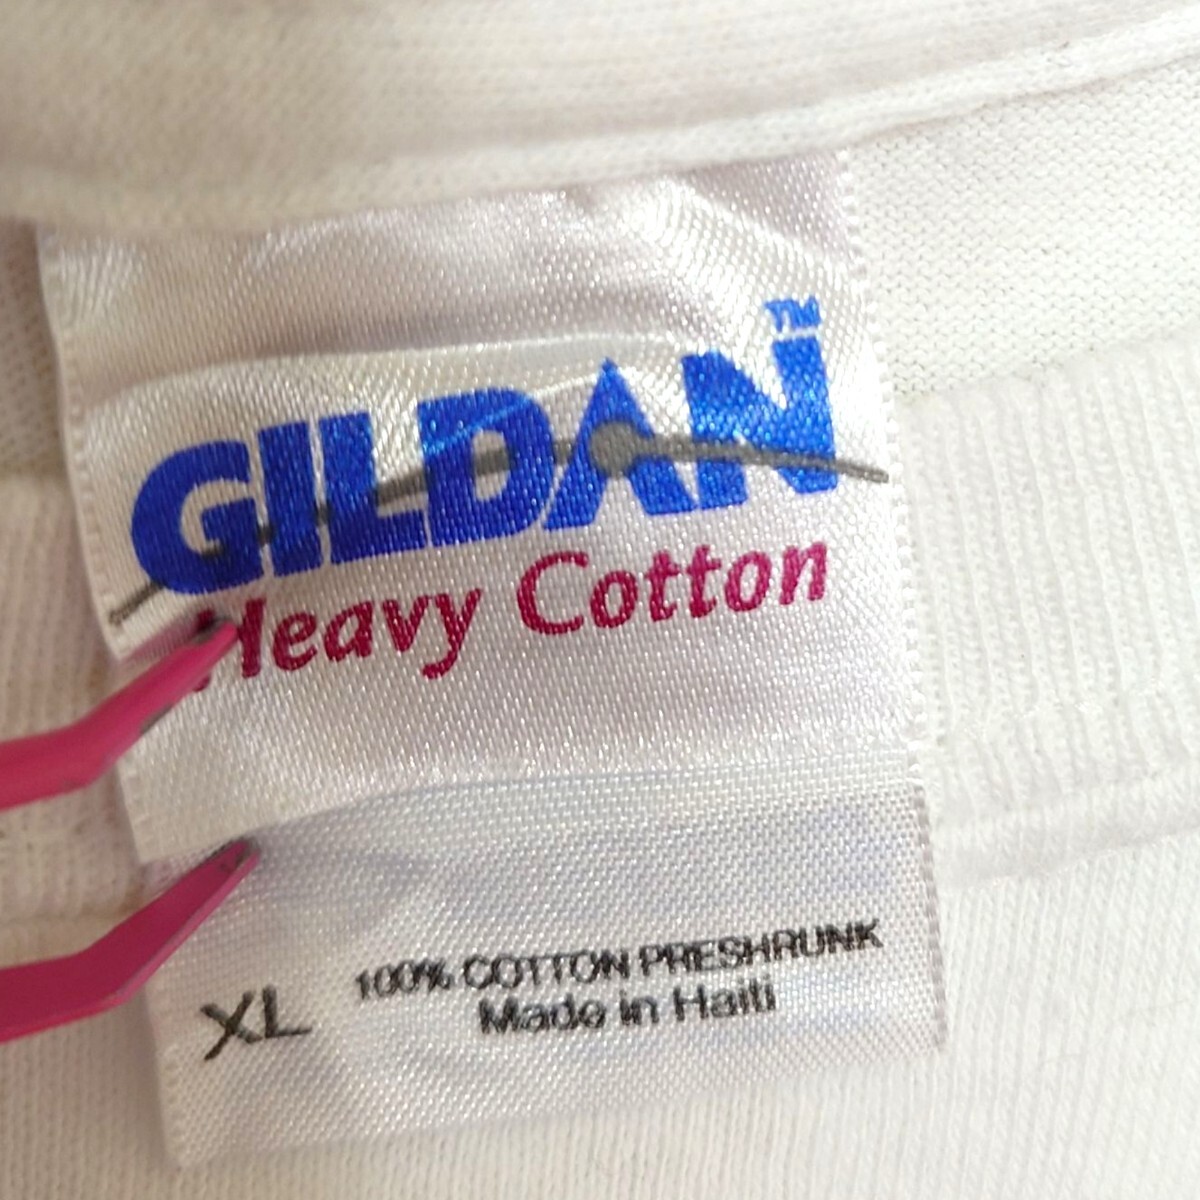 GILDAN™
Heavy Cotton
XL
100% COTTON PRESHRUNK
Made in Haiti